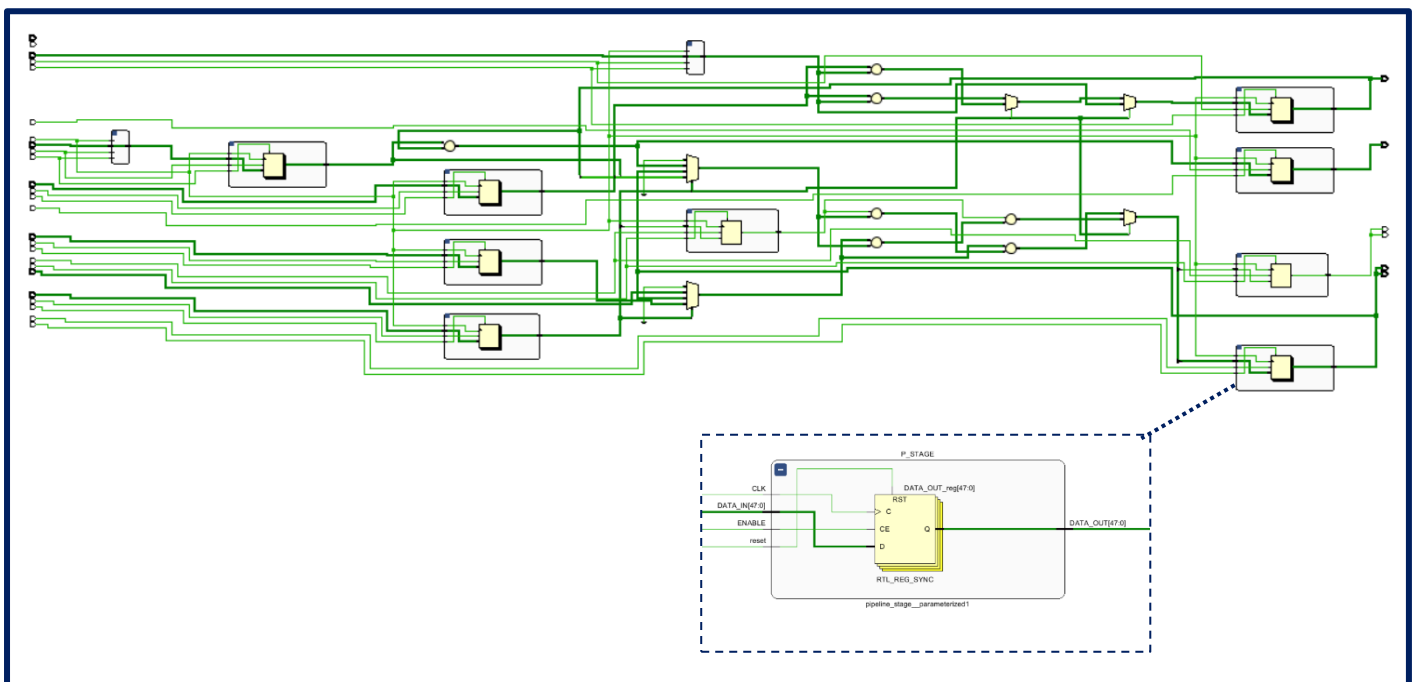 P_STAGE
CLK
DATA_IN[47:0]
ENABLE
reset
RST
DATA_OUT_reg[47:0]
C
CE
D
Q
RTL_REG_SYNC
DATA_OUT[47:0]
pipeline_stage__parameterized1